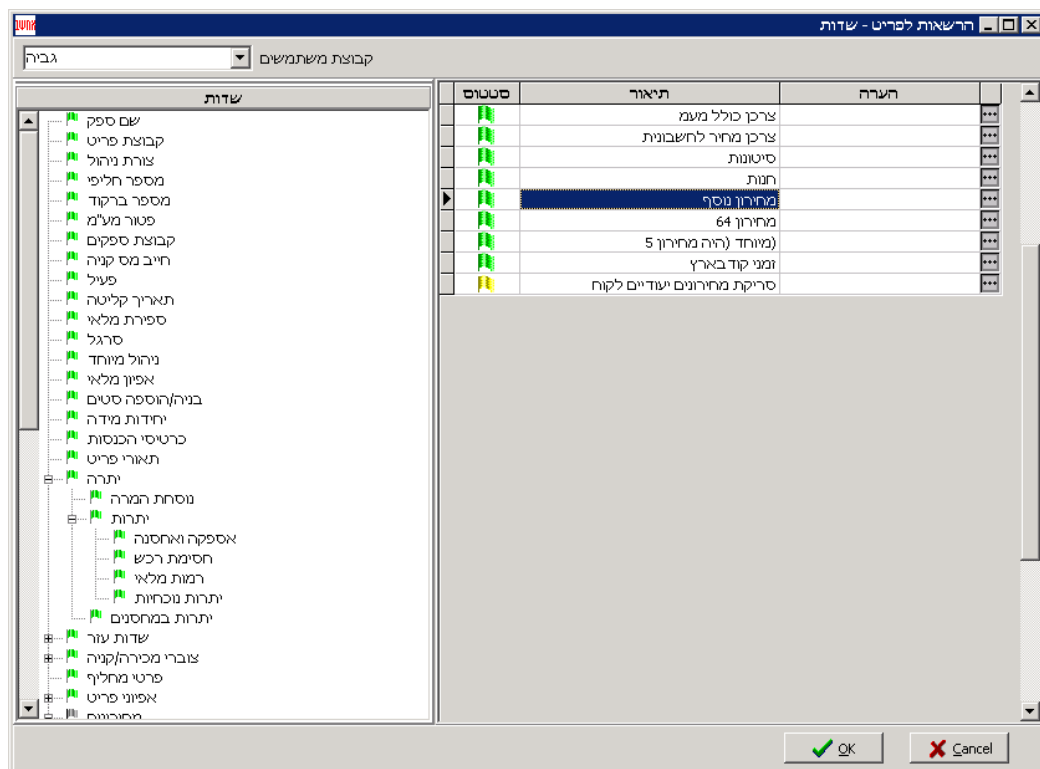 הרשאות לפריט - שדות
קבוצת משתמשים
גביה
שדות
שם ספק
קבוצת פריט
צורת ניהול
מספר חליפי
מספר ברקוד
פטור מע"מ
קבוצת ספקים
חייב מס קניה
פעיל
תאריך קליטה
ספירת מלאי
סרגל
ניהול מיוחד
אפיון מלאי
בניה/הוספה סטים
יחידות מידה
כרטיסי הכנסות
תאורי פריט
יתרה
נוסחת המרה
יתרות
אספקה ואחסנה
חסימת רכש
רמות מלאי
יתרות נוכחיות
יתרות במחסנים
שדות עזר
צוברי מכירה/קניה
פרטי מחליף
אפיוני פריט
מחירונים
סטטוס תיאור הערה
צרכן כולל מעמ
צרכן מחיר לחשבונית
סיטונות
חנות
מחירון נוסף
מחירון 64
(מיוחד (היה מחירון 5
זמני קוד בארץ
סריקת מחירונים יעודיים לקוח
OK
Cancel